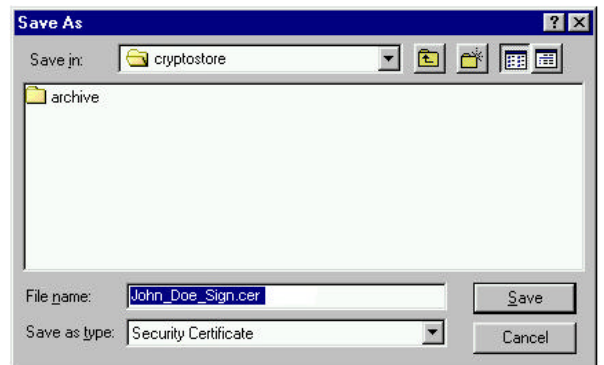 Save As
Save in: cryptostore
archive
File name: John_Doe_Sign.cer Save
Save as type: Security Certificate Cancel